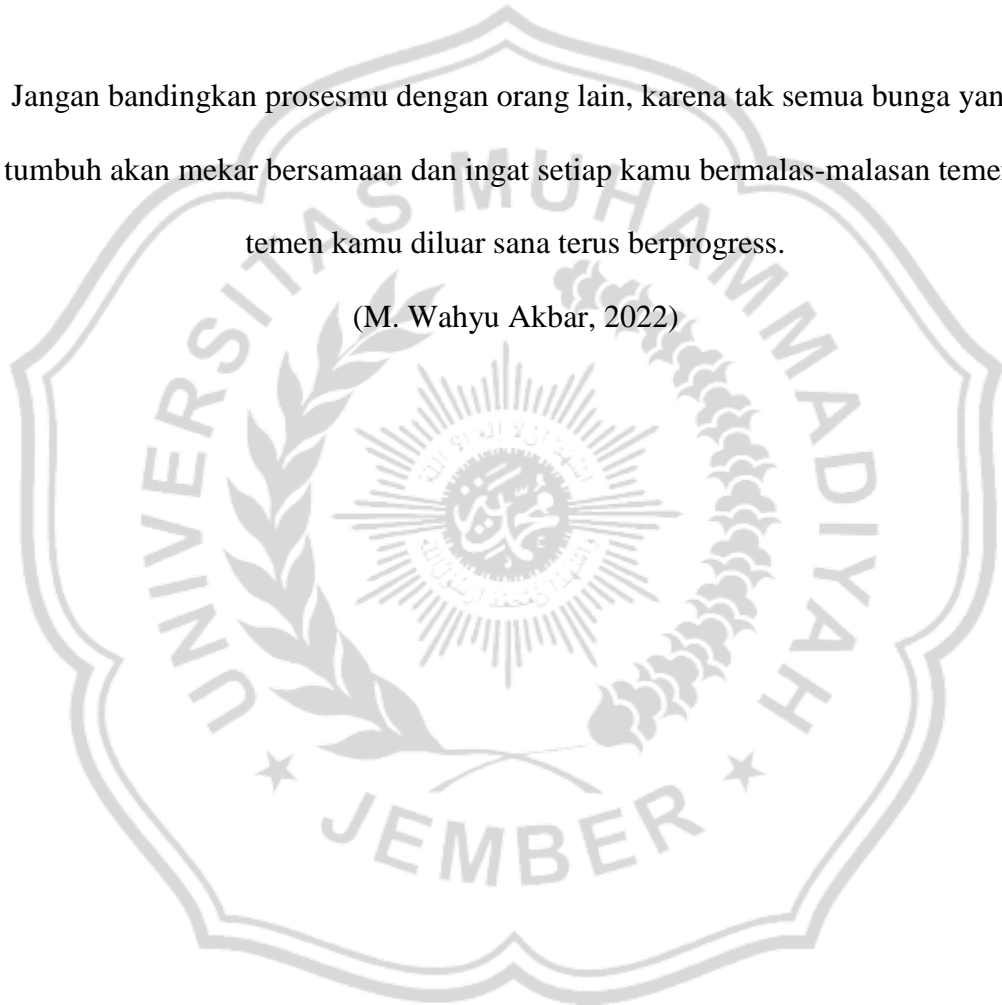 Jangan bandingkan prosesmu dengan orang lain, karena tak semua bunga yan
tumbuh akan mekar bersamaan dan ingat setiap kamu bermalas-malasan teme
temen kamu diluar sana terus berprogress.
(M. Wahyu Akbar, 2022)
UNIVERSITAS MUHAMMADIYAH
JEMBER